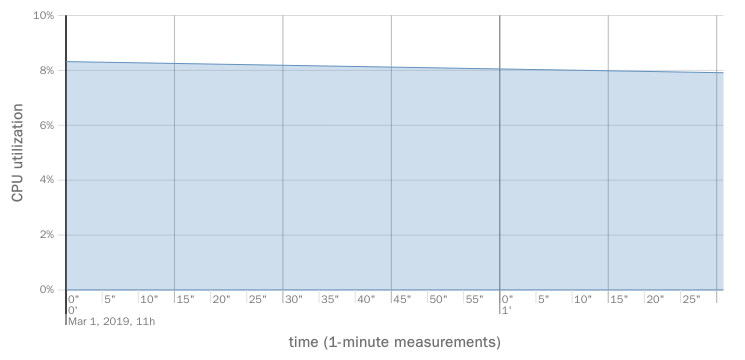 10%
8%
6%
4%
2%
0%
CPU utilization
0" 5" 10" 15" 20" 25" 30" 35" 40" 45" 50" 55" 0" 5" 10" 15" 20" 25"
0' 1'
Mar 1, 2019, 11h
time (1-minute measurements)